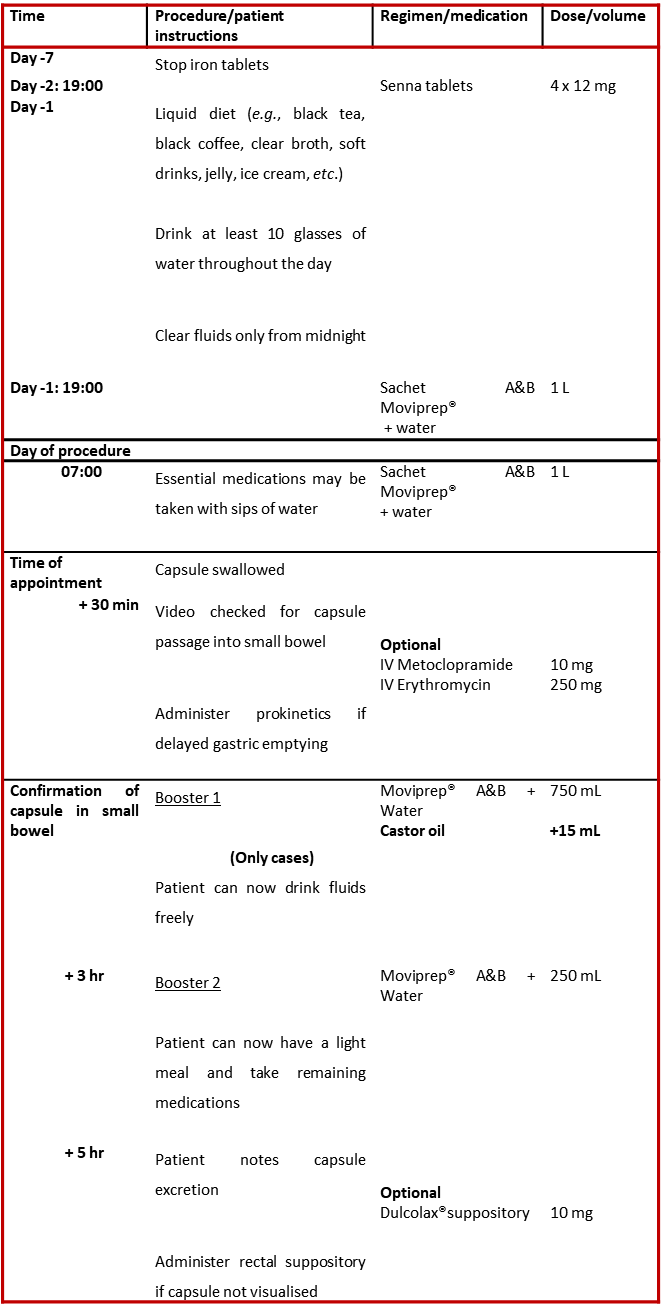 Time Procedure/patient instructions Regimen/medication Dose/volume
Day -7 Stop iron tablets
Day -2: 19:00 Senna tablets 4 x 12 mg
Day -1 Liquid diet (e.g., black tea,
black coffee, clear broth, soft
drinks, jelly, ice cream, etc.)
Drink at least 10 glasses of
water throughout the day
Clear fluids only from midnight
Day -1: 19:00 Sachet A&B 1 L
Moviprep®
+ water
Day of procedure
07:00 Essential medications may be
taken with sips of water
Sachet A&B 1 L
Moviprep®
+ water
Time of
appointment
Capsule swallowed
+ 30 min Video checked for capsule
passage into small bowel
Optional
IV Metoclopramide 10 mg
IV Erythromycin 250 mg
Administer prokinetics if
delayed gastric emptying
Confirmation of
capsule in small
bowel
Booster 1
Moviprep® A&B + 750 mL
Water
Castor oil +15 mL
(Only cases)
Patient can now drink fluids
freely
+ 3 hr Booster 2 Moviprep® A&B + 250 mL
Water
Patient can now have a light
meal and take remaining
medications
+ 5 hr Patient notes capsule
excretion
Optional
Dulcolax® suppository 10 mg
Administer rectal suppository
if capsule not visualised